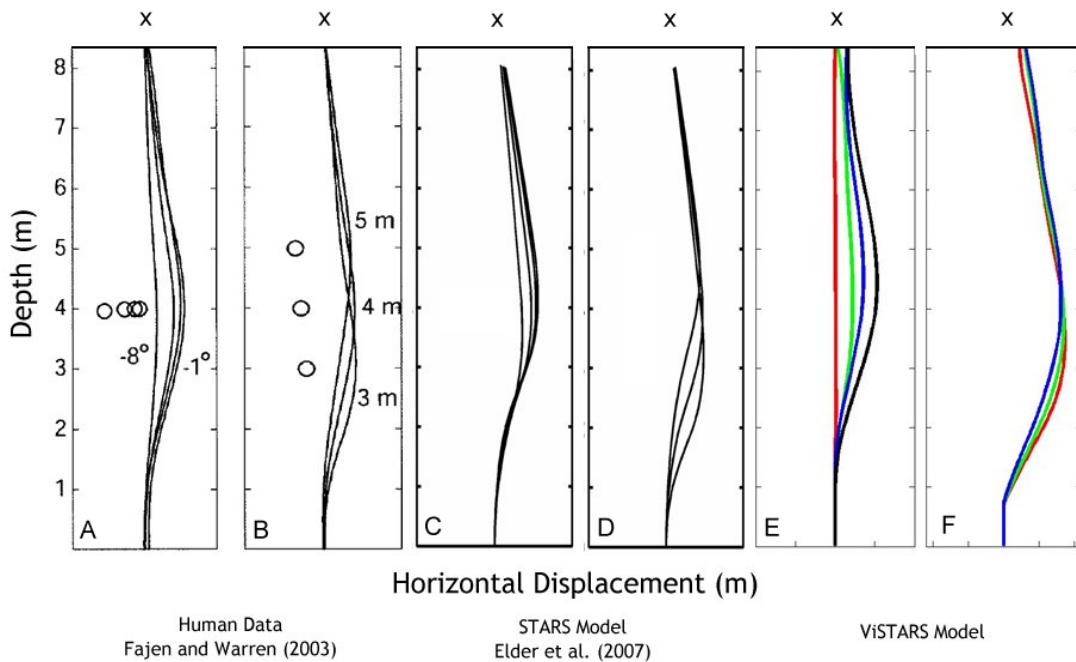 x x x x x x
8
7
6
5
4
3
2
1
Depth (m)
-8°
-1°
5 m
4 m
3 m
A
B
C
D
E
F
Horizontal Displacement (m)
Human Data
Fajen and Warren (2003)
STARS Model
Elder et al. (2007)
ViSTARS Model